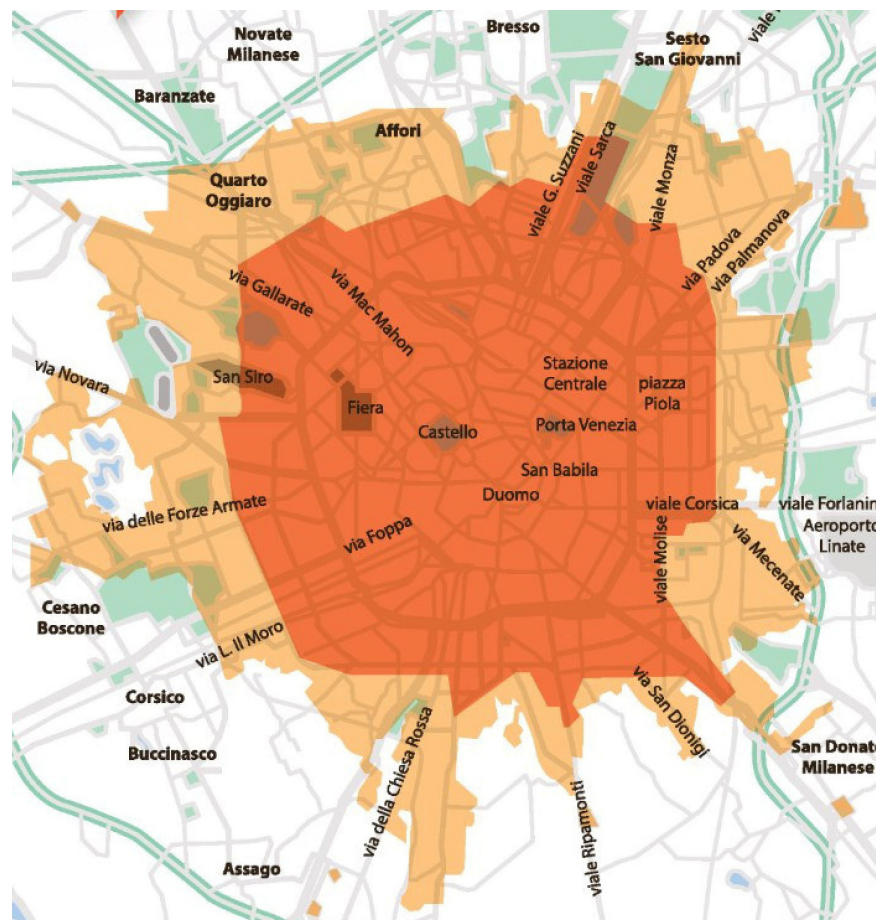 Novate
Milanese
Bresso
Sesto
San Giovanni
Baranzate
Affori
Quarto
Oggiaro
viale G. Suzzani
viale Sarca
viale Monza
via Padova
via Palmanova
via Gallarate
via Mac Mahon
via Novara
San Siro
Stazione
Centrale
piazza
Piola
Fiera
Castello
Porta Venezia
San Babila
Duomo
viale Corsica
viale Forlanini
Aeroporto
Linate
via delle Forze Armate
via Foppa
viale Molise
via Mecenate
Cesano
Boscone
via L. Il Moro
Corsico
Buccinasco
via della Chiesa Rossa
via San Dionigi
San Donato
Milanese
viale Ripamonti
Assago